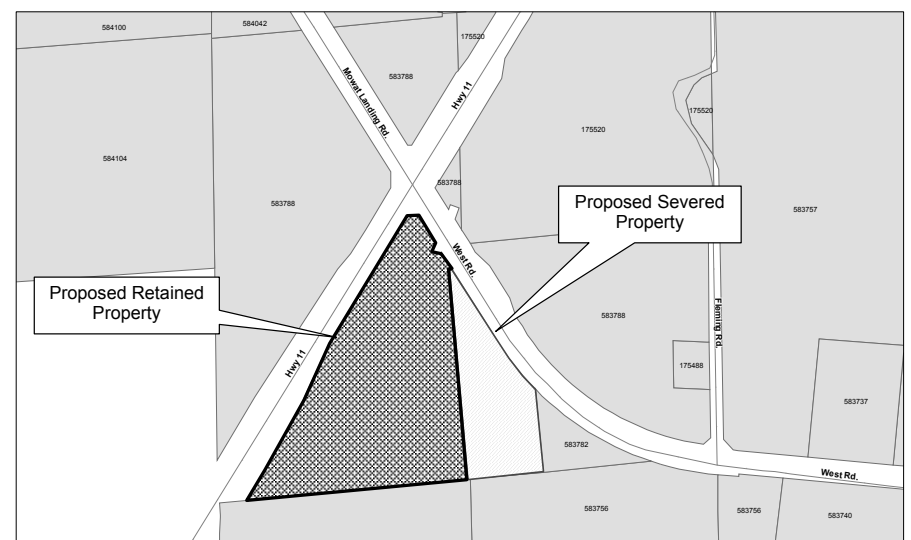 584100
584042
175520
583788
Mowat Landing Rd.
Hwy 11
175520
175520
584104
583788
583788
583757
Proposed Severed
Property
West Rd.
Proposed Retained
Property
583788
Fleming Rd.
Hwy 11
175488
583737
583782
West Rd.
583756
583756
583740